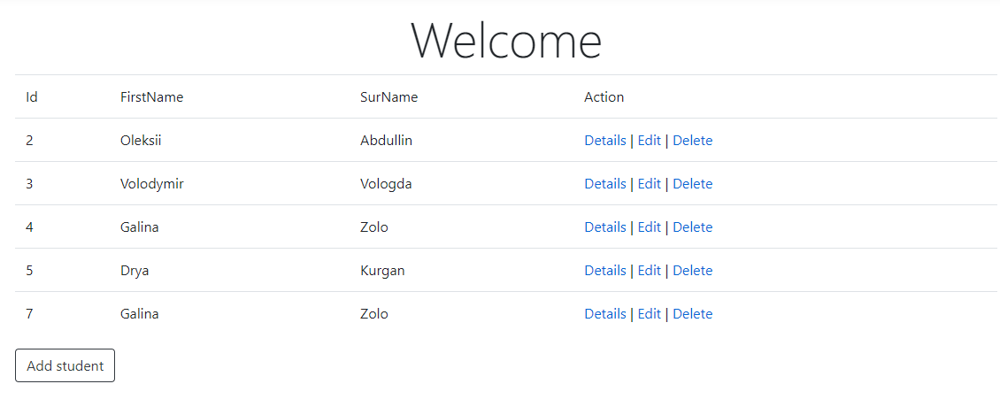 Welcome
Id FirstName SurName Action
2 Oleksii Abdullin Details | Edit | Delete
3 Volodymir Vologda Details | Edit | Delete
4 Galina Zolo Details | Edit | Delete
5 Drya Kurgan Details | Edit | Delete
7 Galina Zolo Details | Edit | Delete
Add student